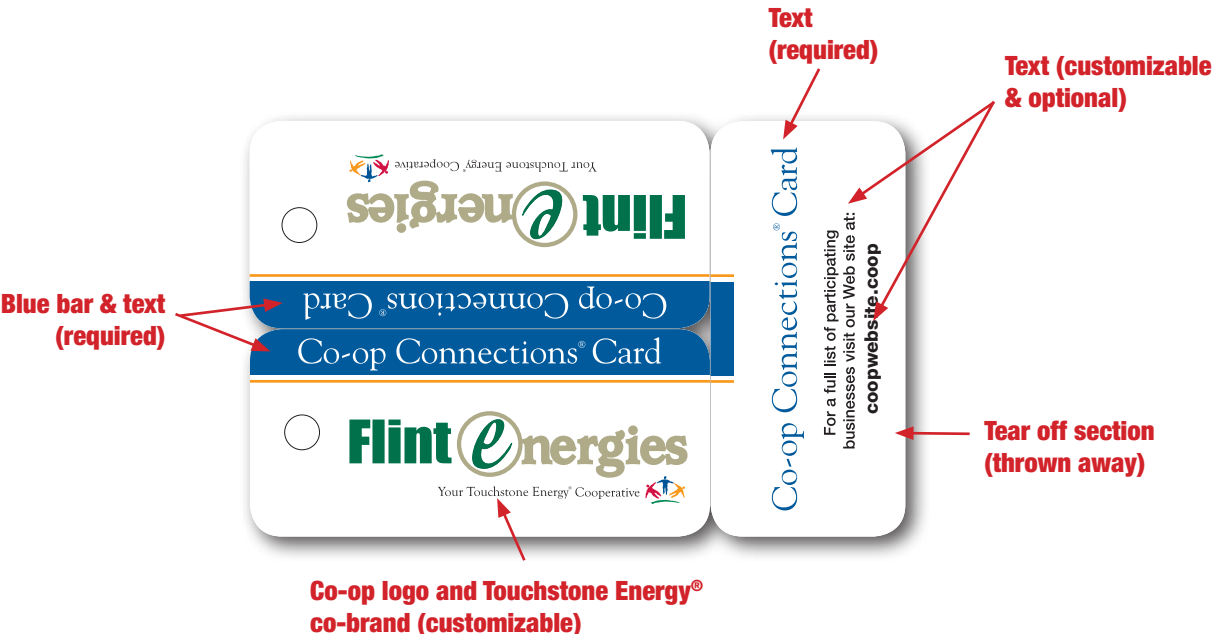 Text
(required)
Text (customizable
& optional)
Your Touchstone Energy® Cooperative
Flint energies
Co-op Connections® Card
Co-op Connections® Card
Flint energies
Your Touchstone Energy® Cooperative
Co-op Connections® Card
For a full list of participating
businesses visit our Web site at:
coopwebsite.coop
Blue bar & text
(required)
Tear off section
(thrown away)
Co-op logo and Touchstone Energy®
co-brand (customizable)